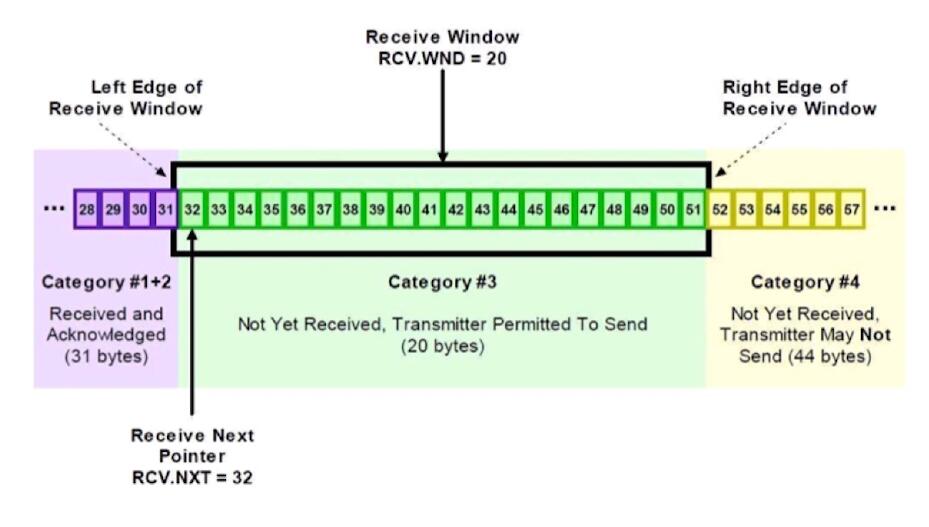 Receive Window
RCV.WND = 20
Left Edge of
Receive Window
Right Edge of
Receive Window
... 28 29 30 31 32 33 34 35 36 37 38 39 40 41 42 43 44 45 46 47 48 49 50 51 52 53 54 55 56 57 ...
Category #1+2
Received and
Acknowledged
(31 bytes)
Category #3
Not Yet Received, Transmitter Permitted To Send
(20 bytes)
Category #4
Not Yet Received,
Transmitter May Not
Send (44 bytes)
Receive Next
Pointer
RCV.NXT = 32